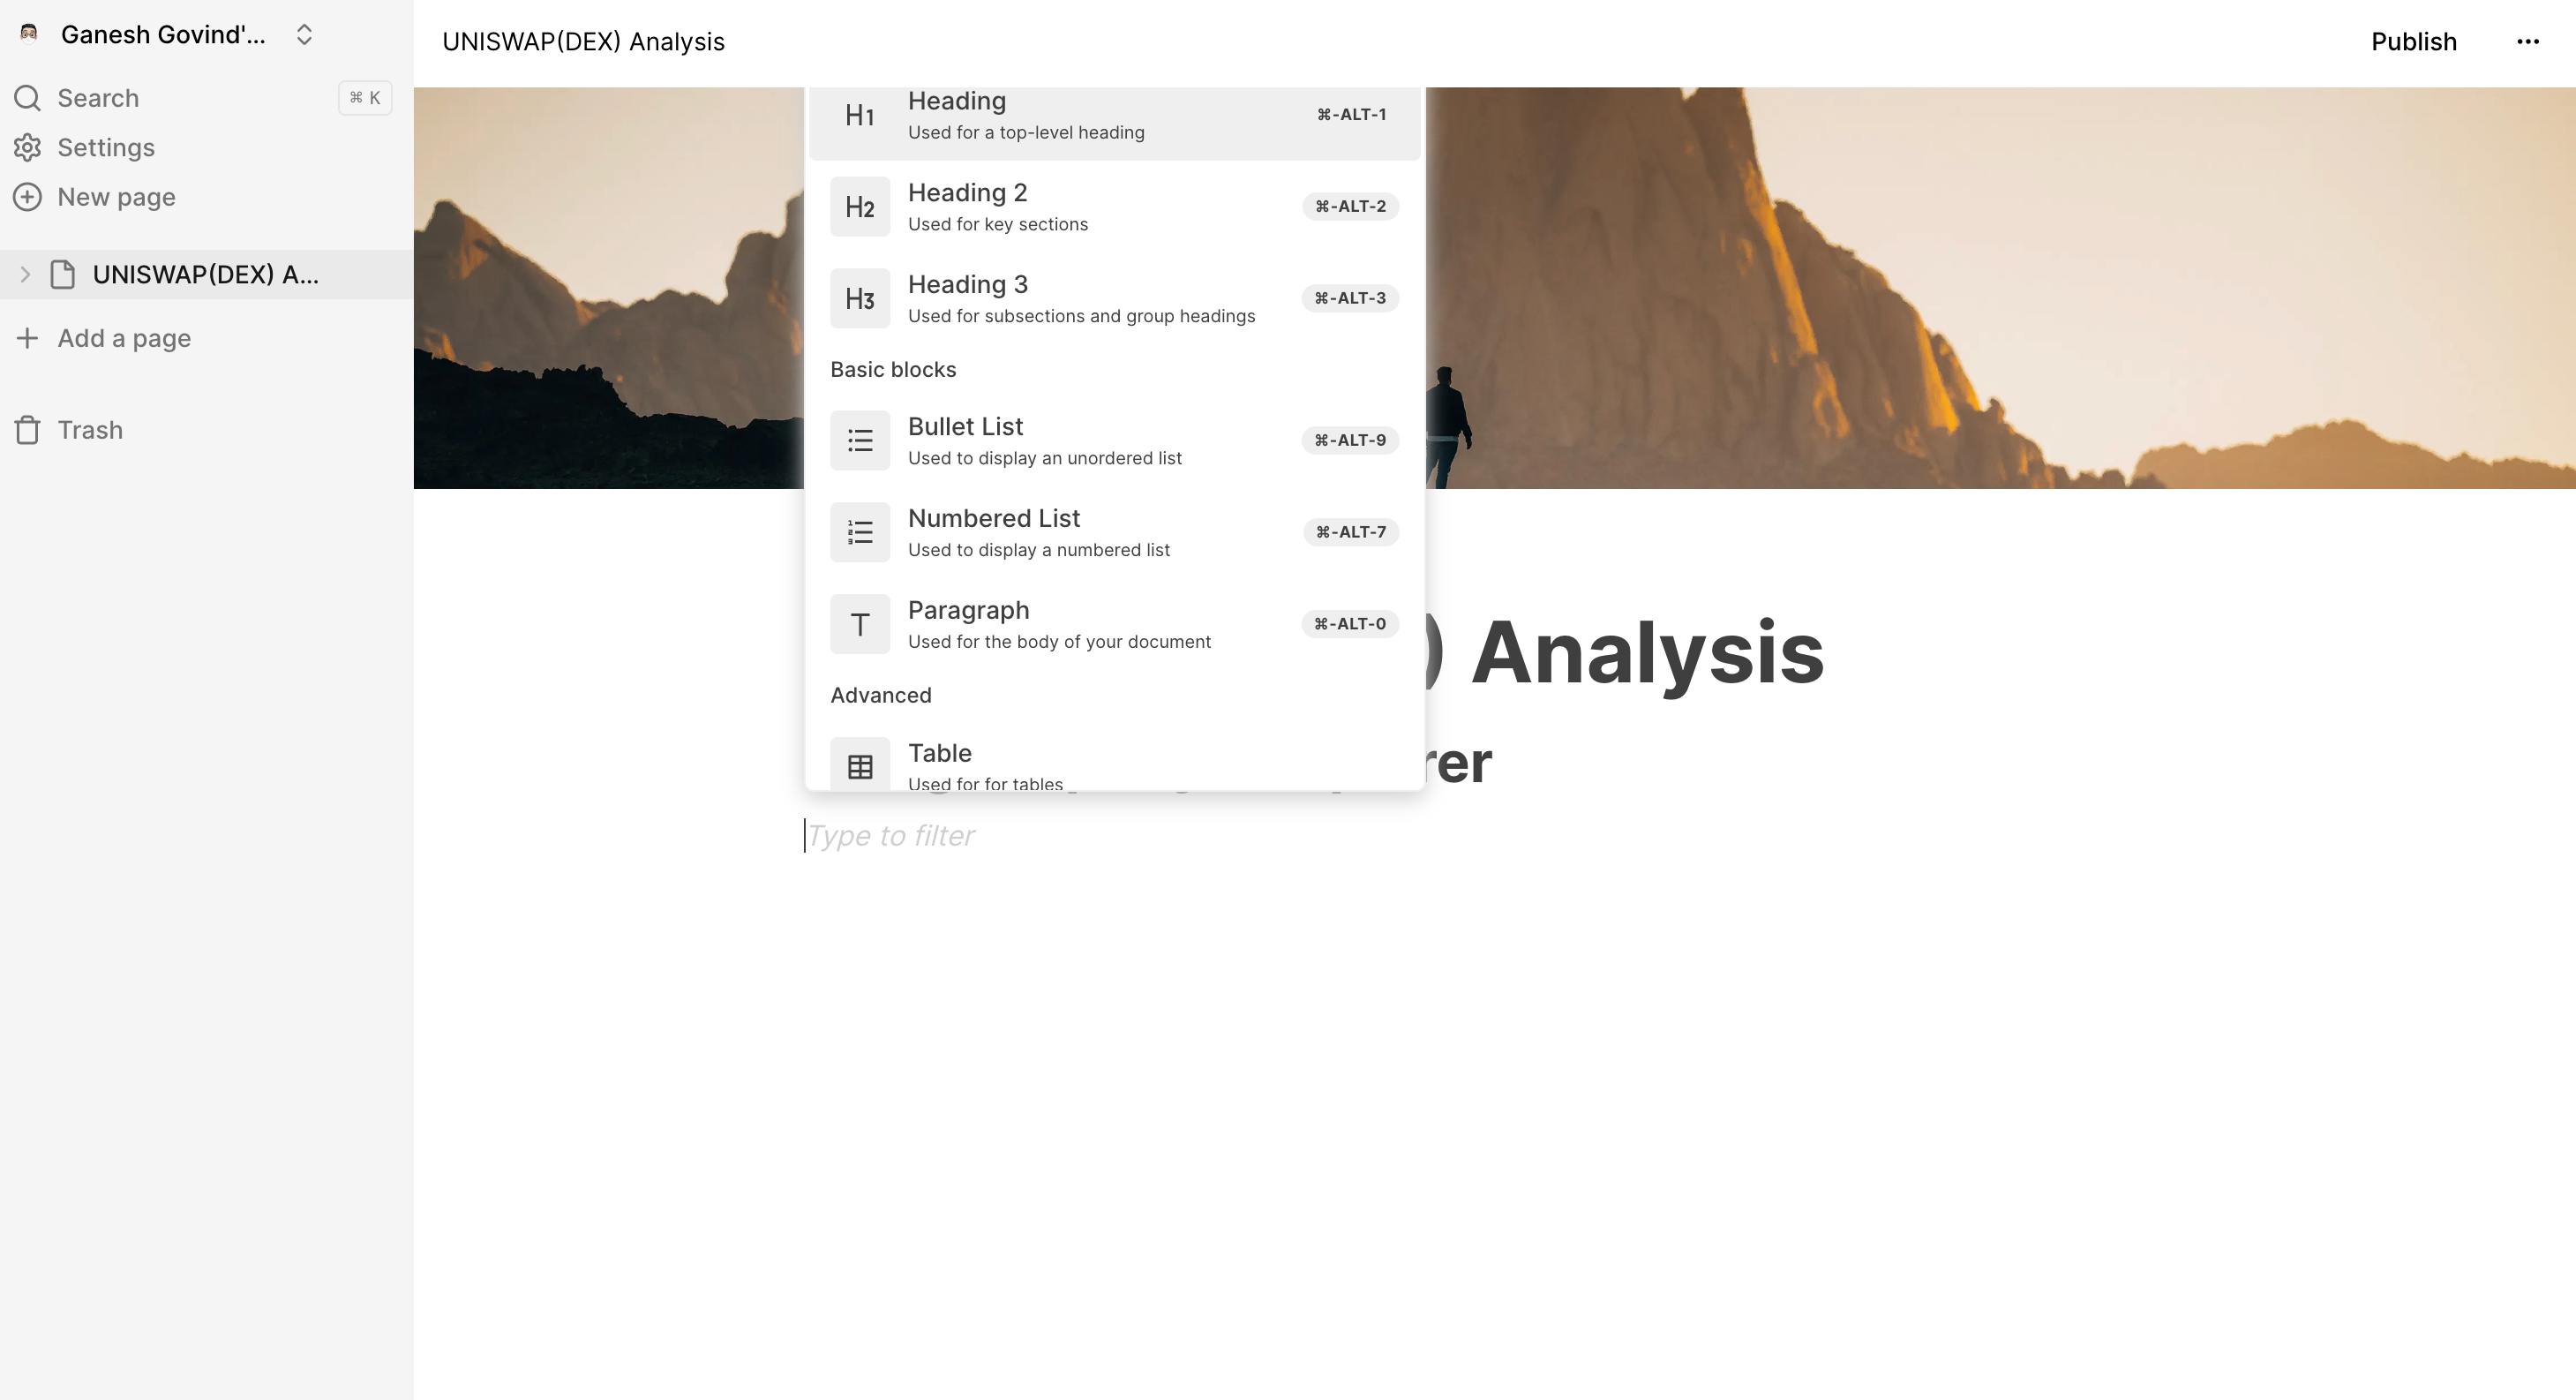 Ganesh Govind'...
Search
⌘ K
Settings
New page
UNISWAP(DEX) A...
Add a page
Trash
UNISWAP(DEX) Analysis
Publish
H1
Heading
Used for a top-level heading
⌘-ALT-1
H2
Heading 2
Used for key sections
⌘-ALT-2
H3
Heading 3
Used for subsections and group headings
⌘-ALT-3
Basic blocks
Bullet List
Used to display an unordered list
⌘-ALT-9
Numbered List
Used to display a numbered list
⌘-ALT-7
T
Paragraph
Used for the body of your document
⌘-ALT-0
Advanced
Table
Used for for tables
) Analysis
rer
Type to filter